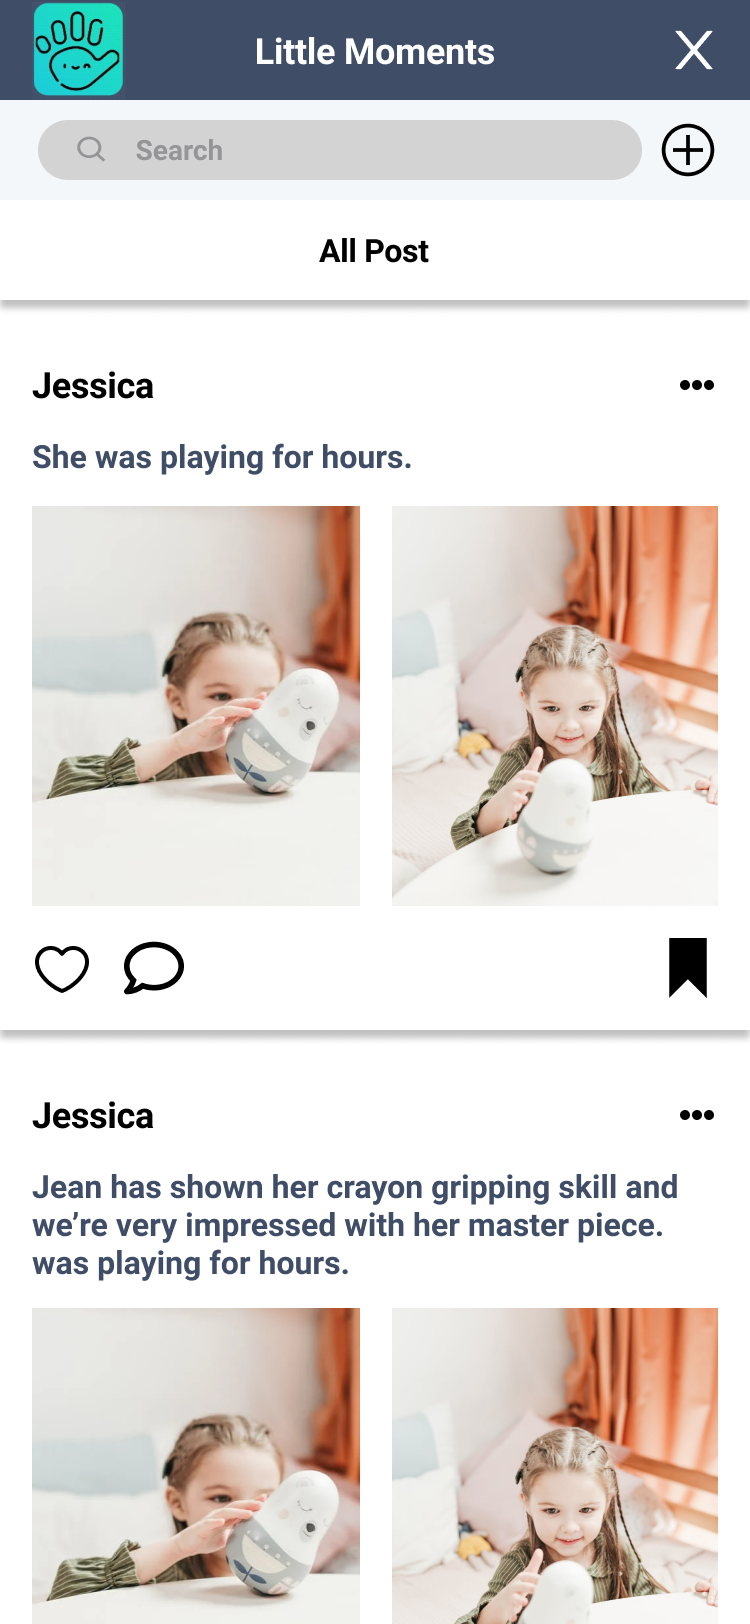 Little Moments
Search
All Post
Jessica
She was playing for hours.
Jessica
Jean has shown her crayon gripping skill and
we’re very impressed with her master piece.
was playing for hours.